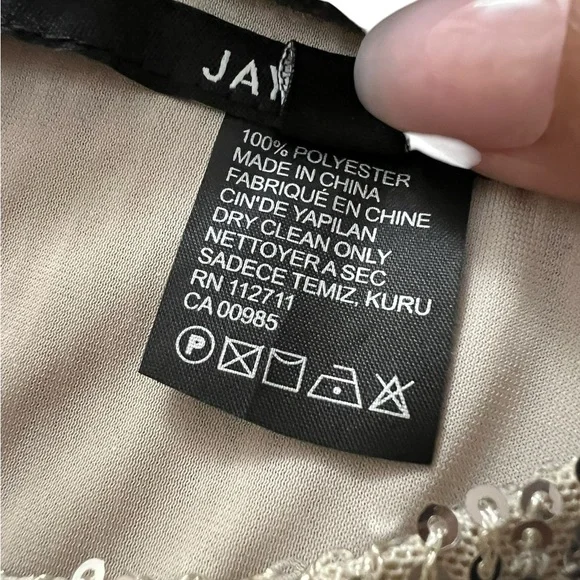 JAY
100% POLYESTER
MADE IN CHINA
FABRIQUÉ EN CHINE
CIN'DE YAPILAN
DRY CLEAN ONLY
NETTOYER A SEC
SADECE TEMIZ, KURU
RN 112711
CA 00985
P